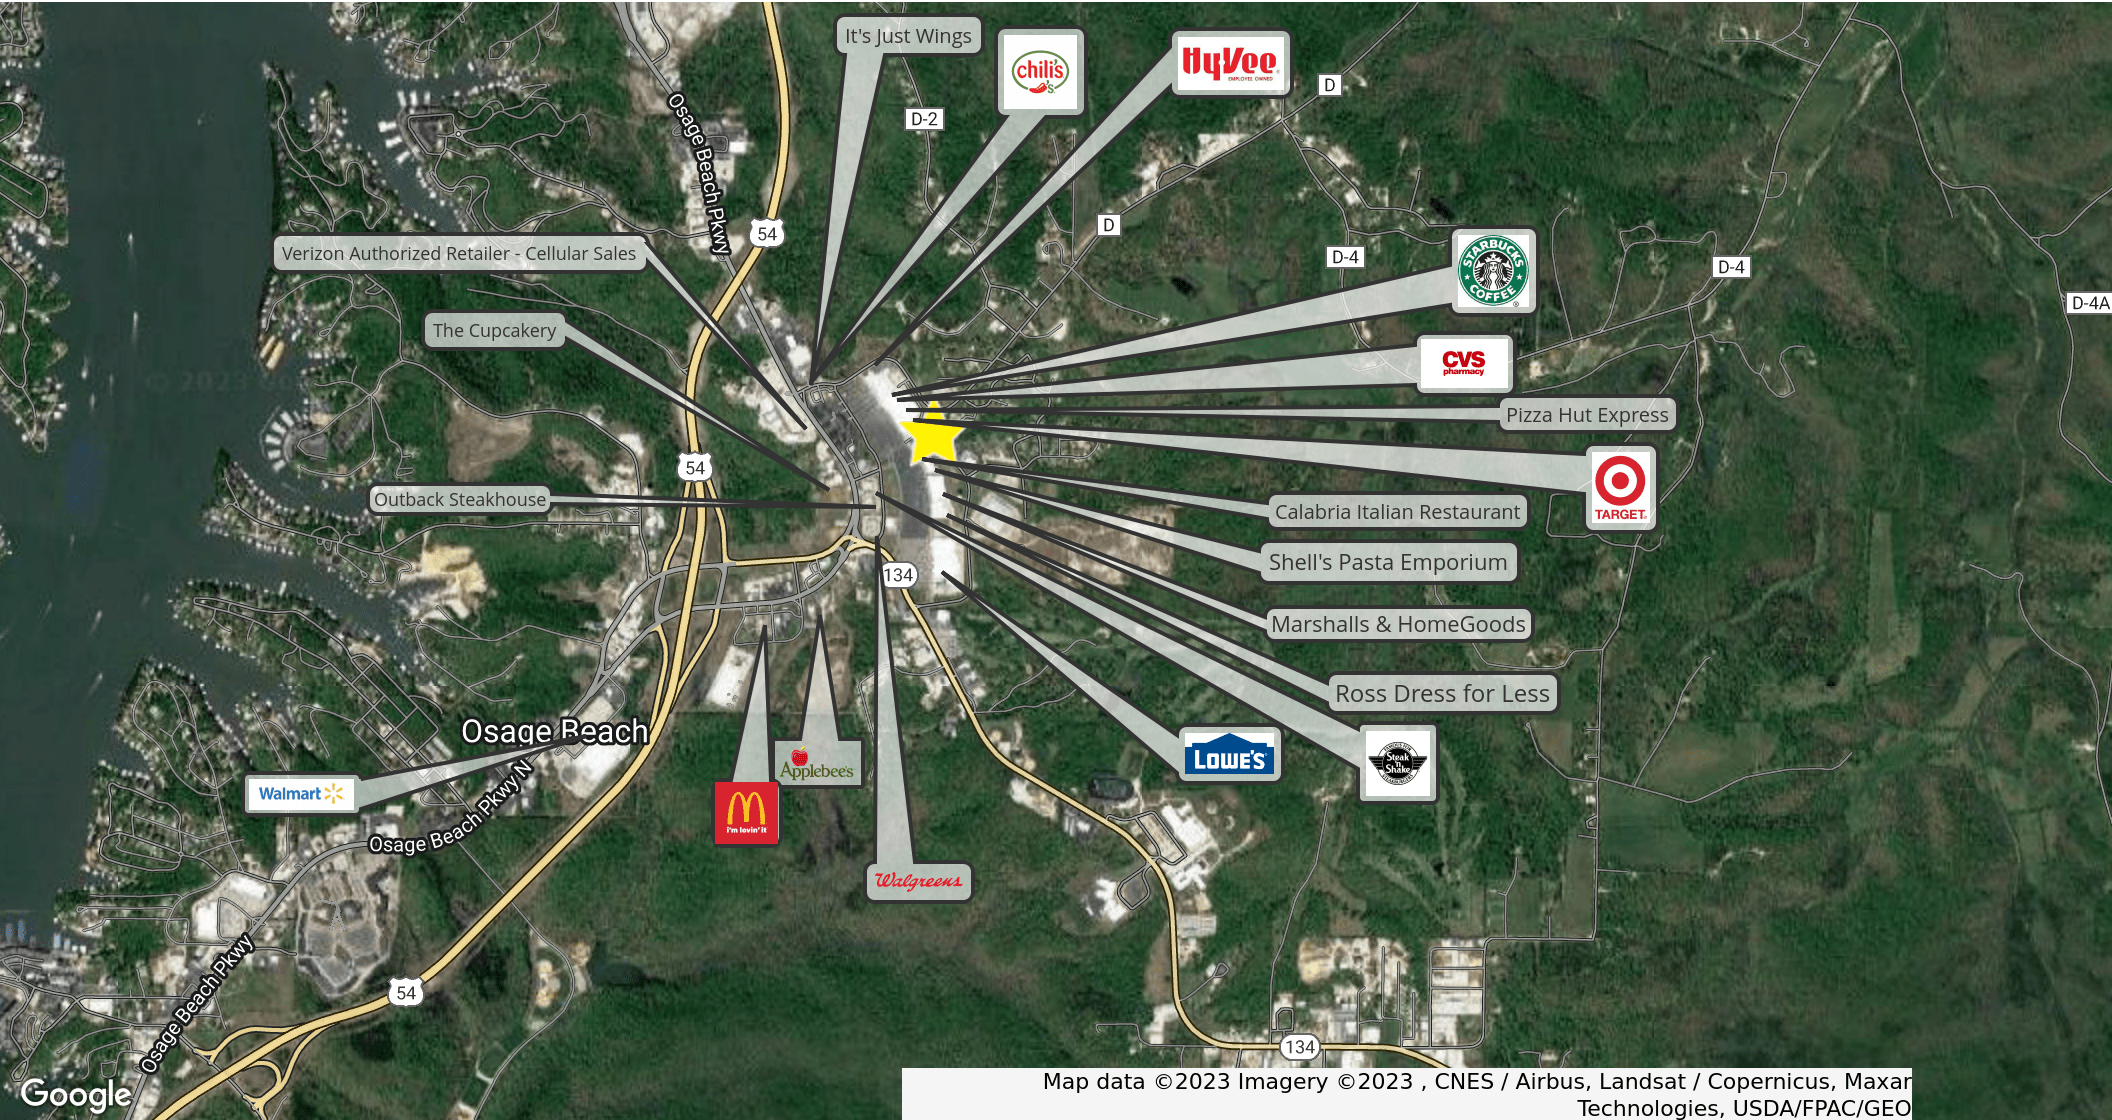 It's Just Wings
chili's
HyVee
EMPLOYEE OWNED
D
D-2
Osage Beach Pkwy
54
D
Verizon Authorized Retailer - Cellular Sales
D-4
STARBUCKS
COFFEE
D-4
D-4A
The Cupcakery
CVS
pharmacy
Pizza Hut Express
54
TARGET
Outback Steakhouse
Calabria Italian Restaurant
Shell's Pasta Emporium
134
Marshalls & HomeGoods
Ross Dress for Less
Osage Beach
LOWE'S
Steak
'n
Shake
Applebee's
Walmart
i'm lovin' it
Osage Beach Pkwy N
Walgreens
Osage Beach Pkwy
54
134
Google
Map data ©2023 Imagery ©2023 , CNES / Airbus, Landsat / Copernicus, Maxar
Technologies, USDA/FPAC/GEO